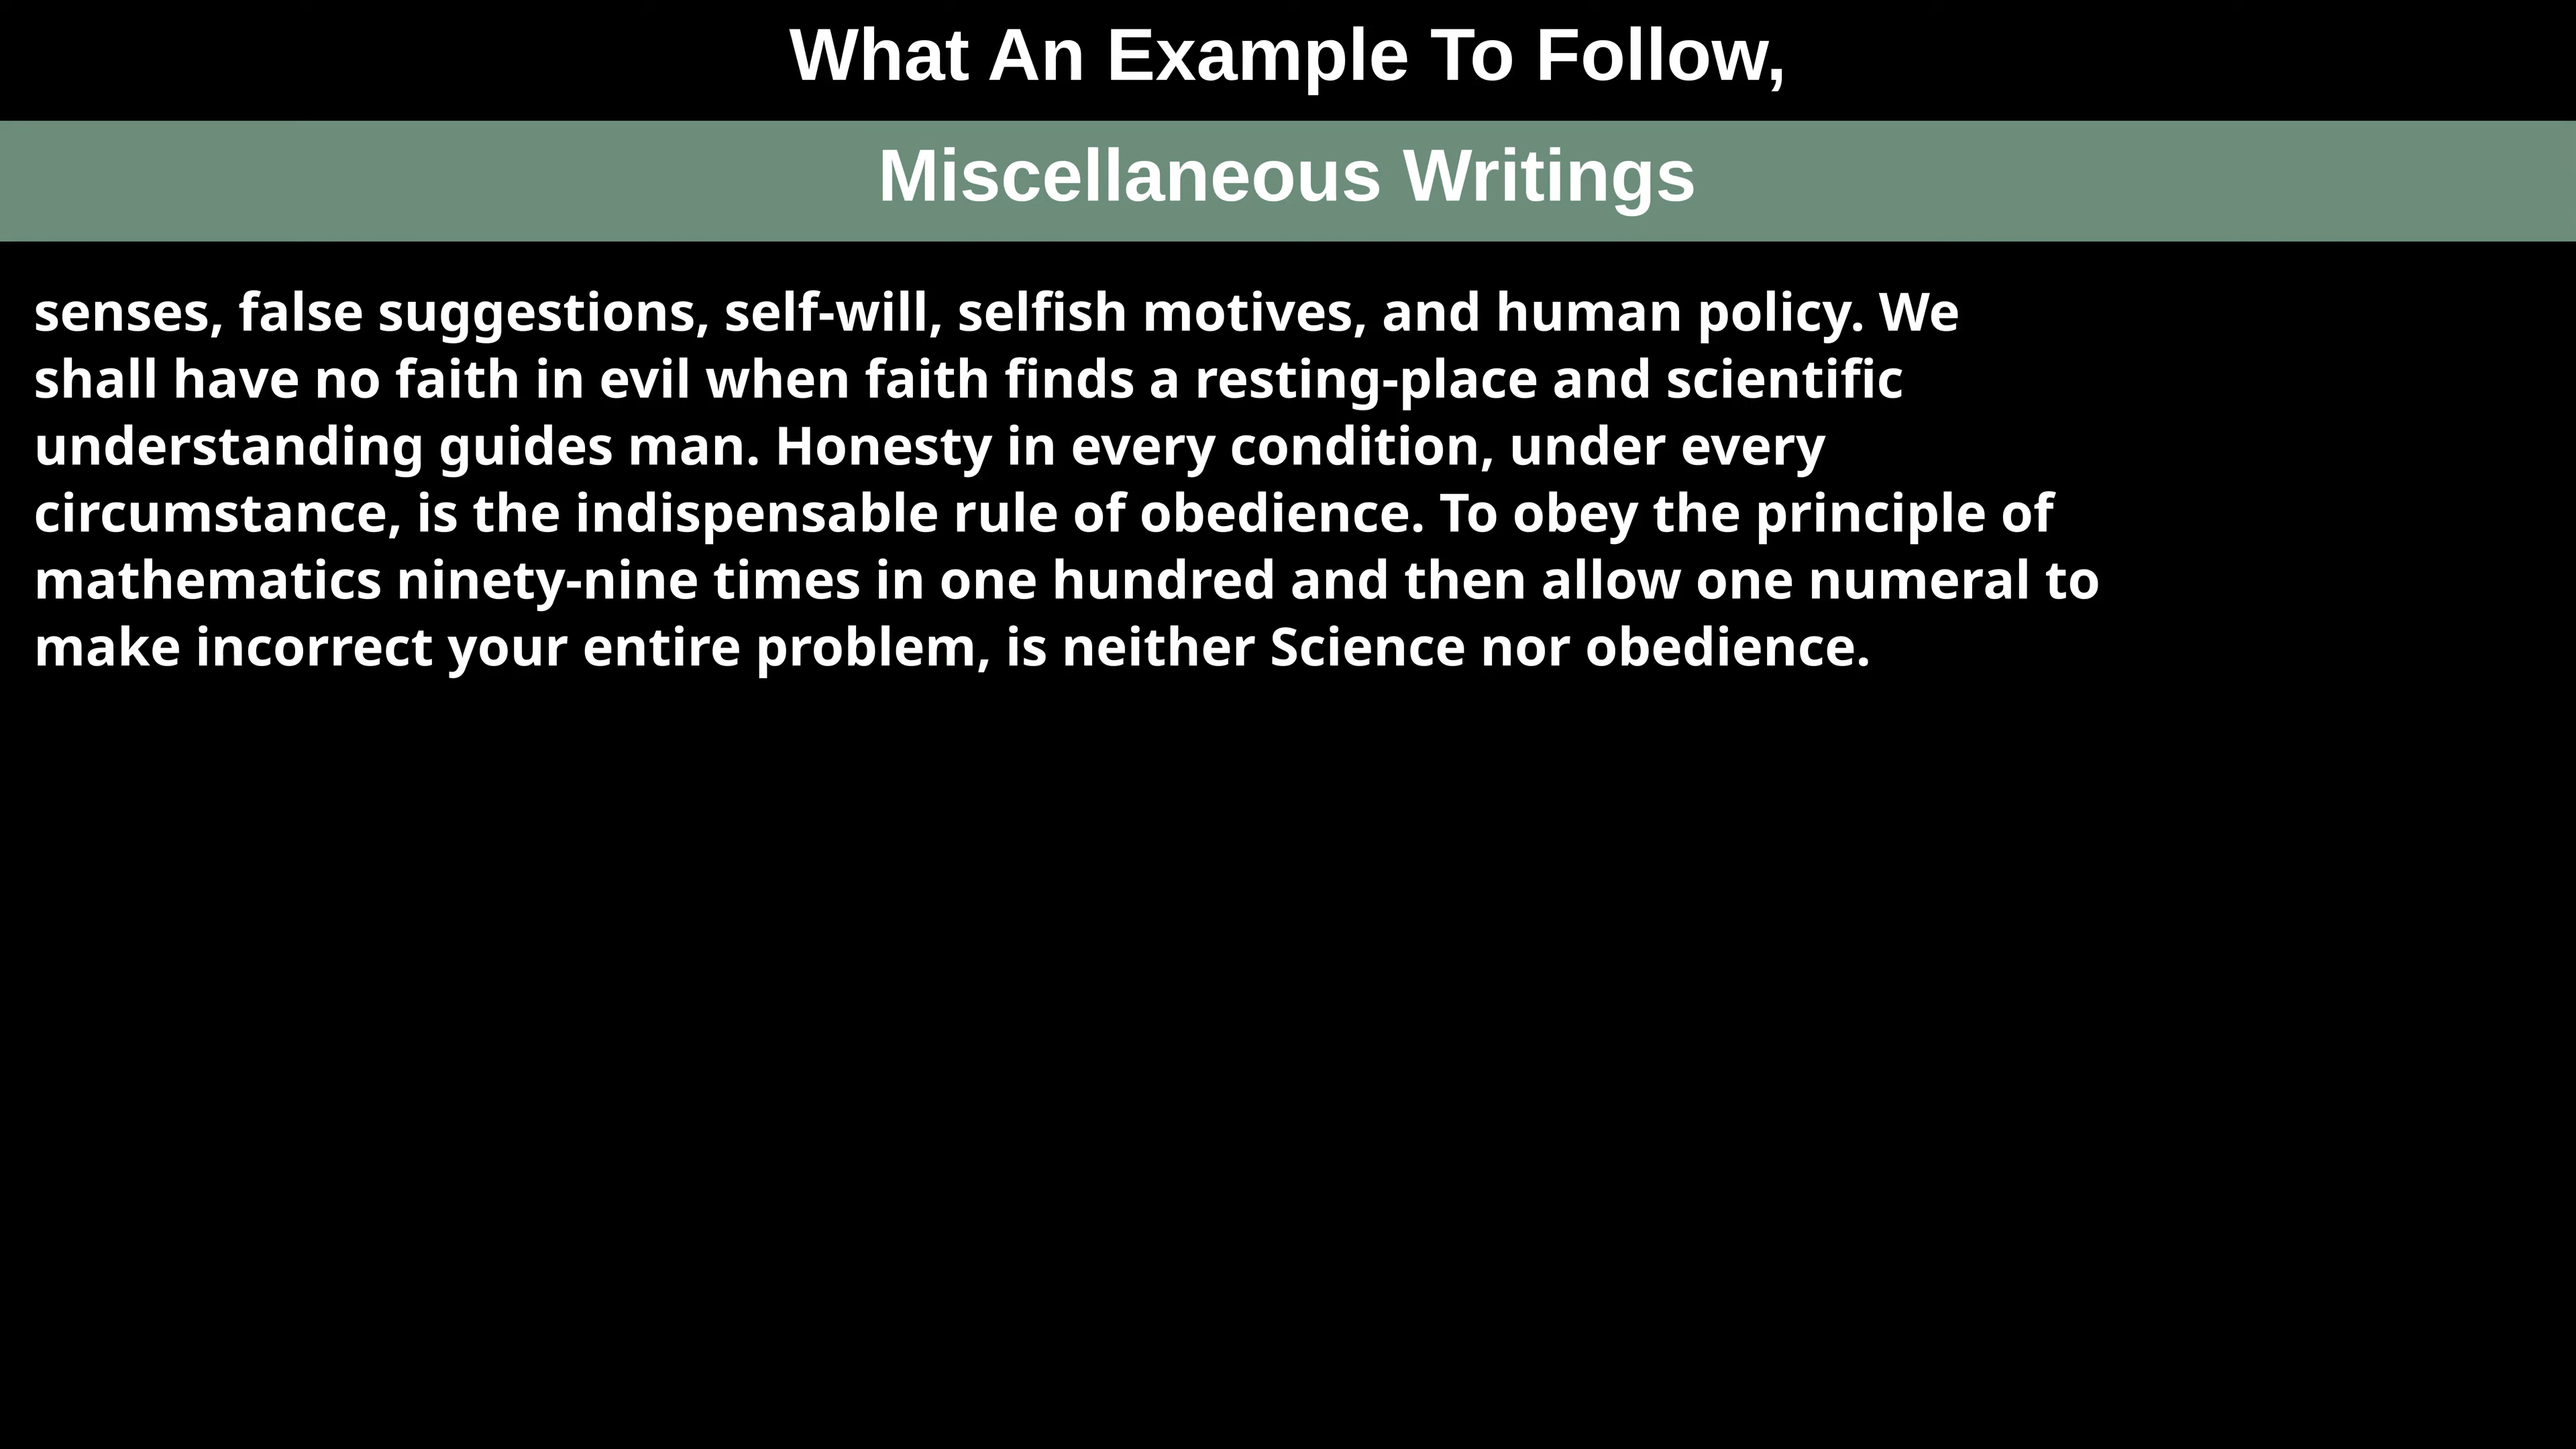 What An Example To Follow,
Miscellaneous Writings
senses, false suggestions, self-will, selfish motives, and human policy. We
shall have no faith in evil when faith finds a resting-place and scientific
understanding guides man. Honesty in every condition, under every
circumstance, is the indispensable rule of obedience. To obey the principle of
mathematics ninety-nine times in one hundred and then allow one numeral to
make incorrect your entire problem, is neither Science nor obedience.